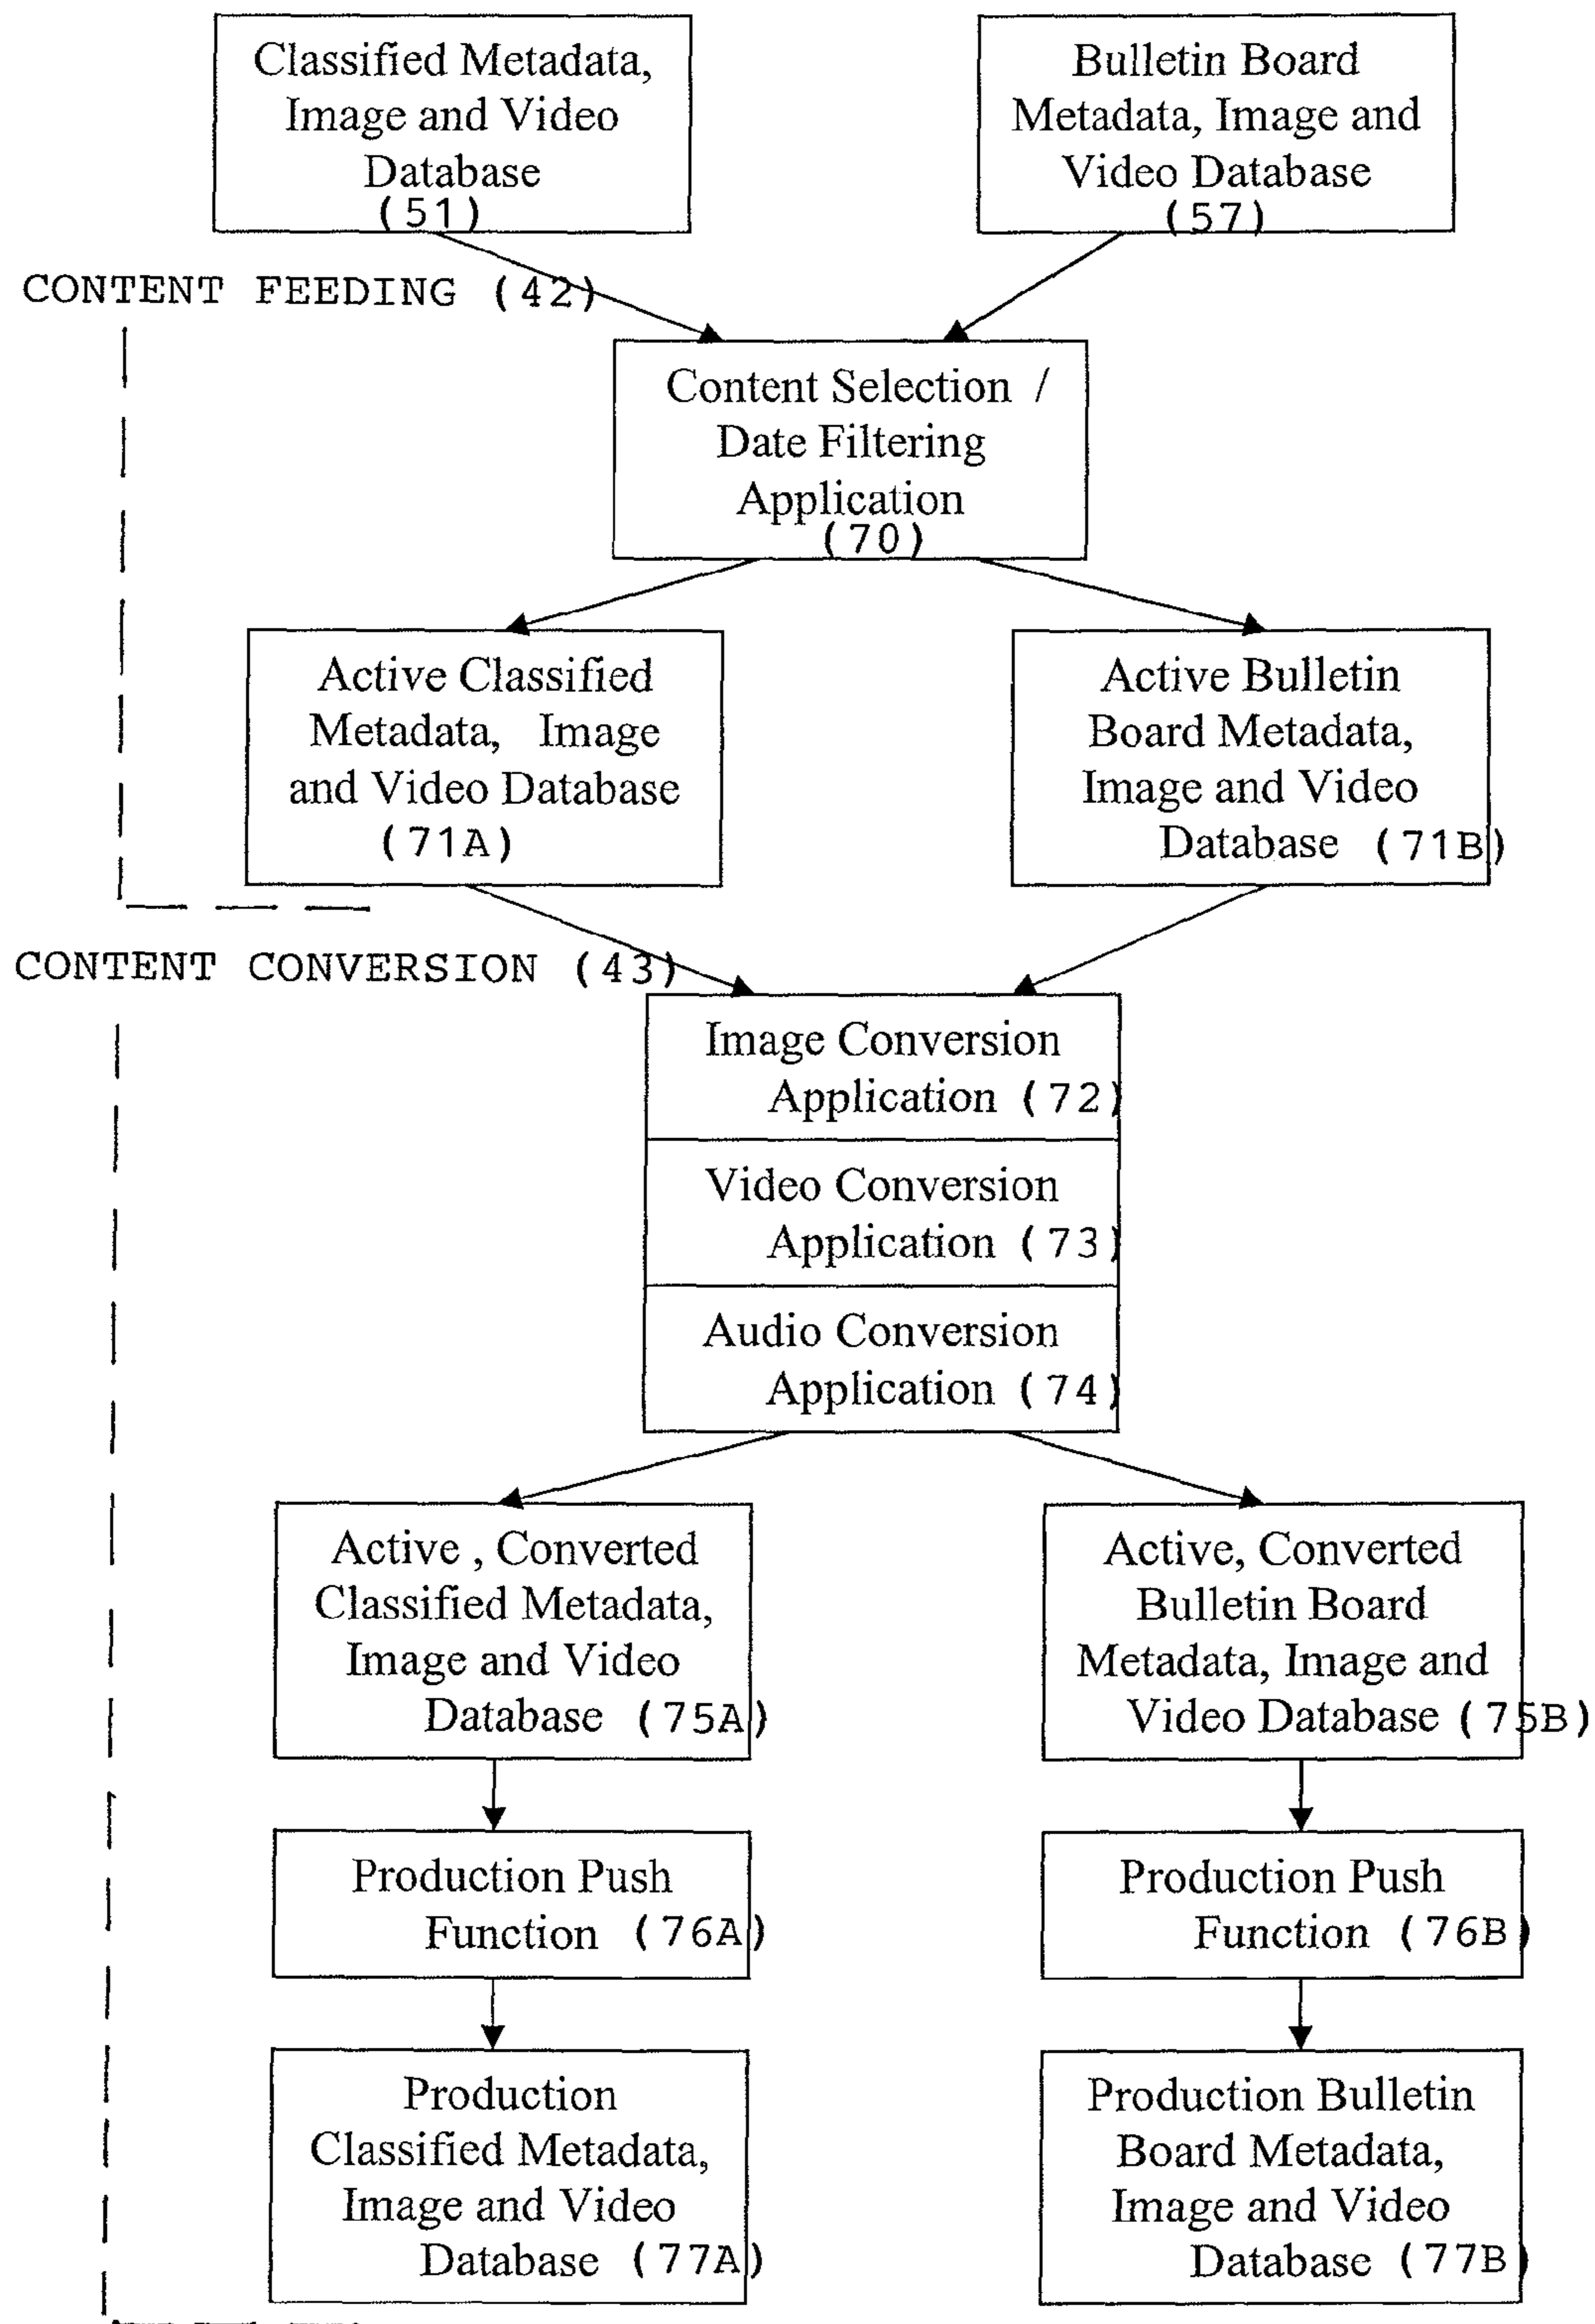 Classified Metadata,
Image and Video
Database
(51)
Bulletin Board
Metadata, Image and
Video Database
(57)
CONTENT FEEDING (42)
Content Selection /
Date Filtering
Application
(70)
Active Classified
Metadata, Image
and Video Database
(71A)
Active Bulletin
Board Metadata,
Image and Video
Database (71B)
CONTENT CONVERSION (43)
Image Conversion
Application (72)
Video Conversion
Application (73)
Audio Conversion
Application (74)
Active , Converted
Classified Metadata,
Image and Video
Database (75A)
Active, Converted
Bulletin Board
Metadata, Image and
Video Database (75B)
Production Push
Function (76A)
Production Push
Function (76B)
Production
Classified Metadata,
Image and Video
Database (77A)
Production Bulletin
Board Metadata,
Image and Video
Database (77B)